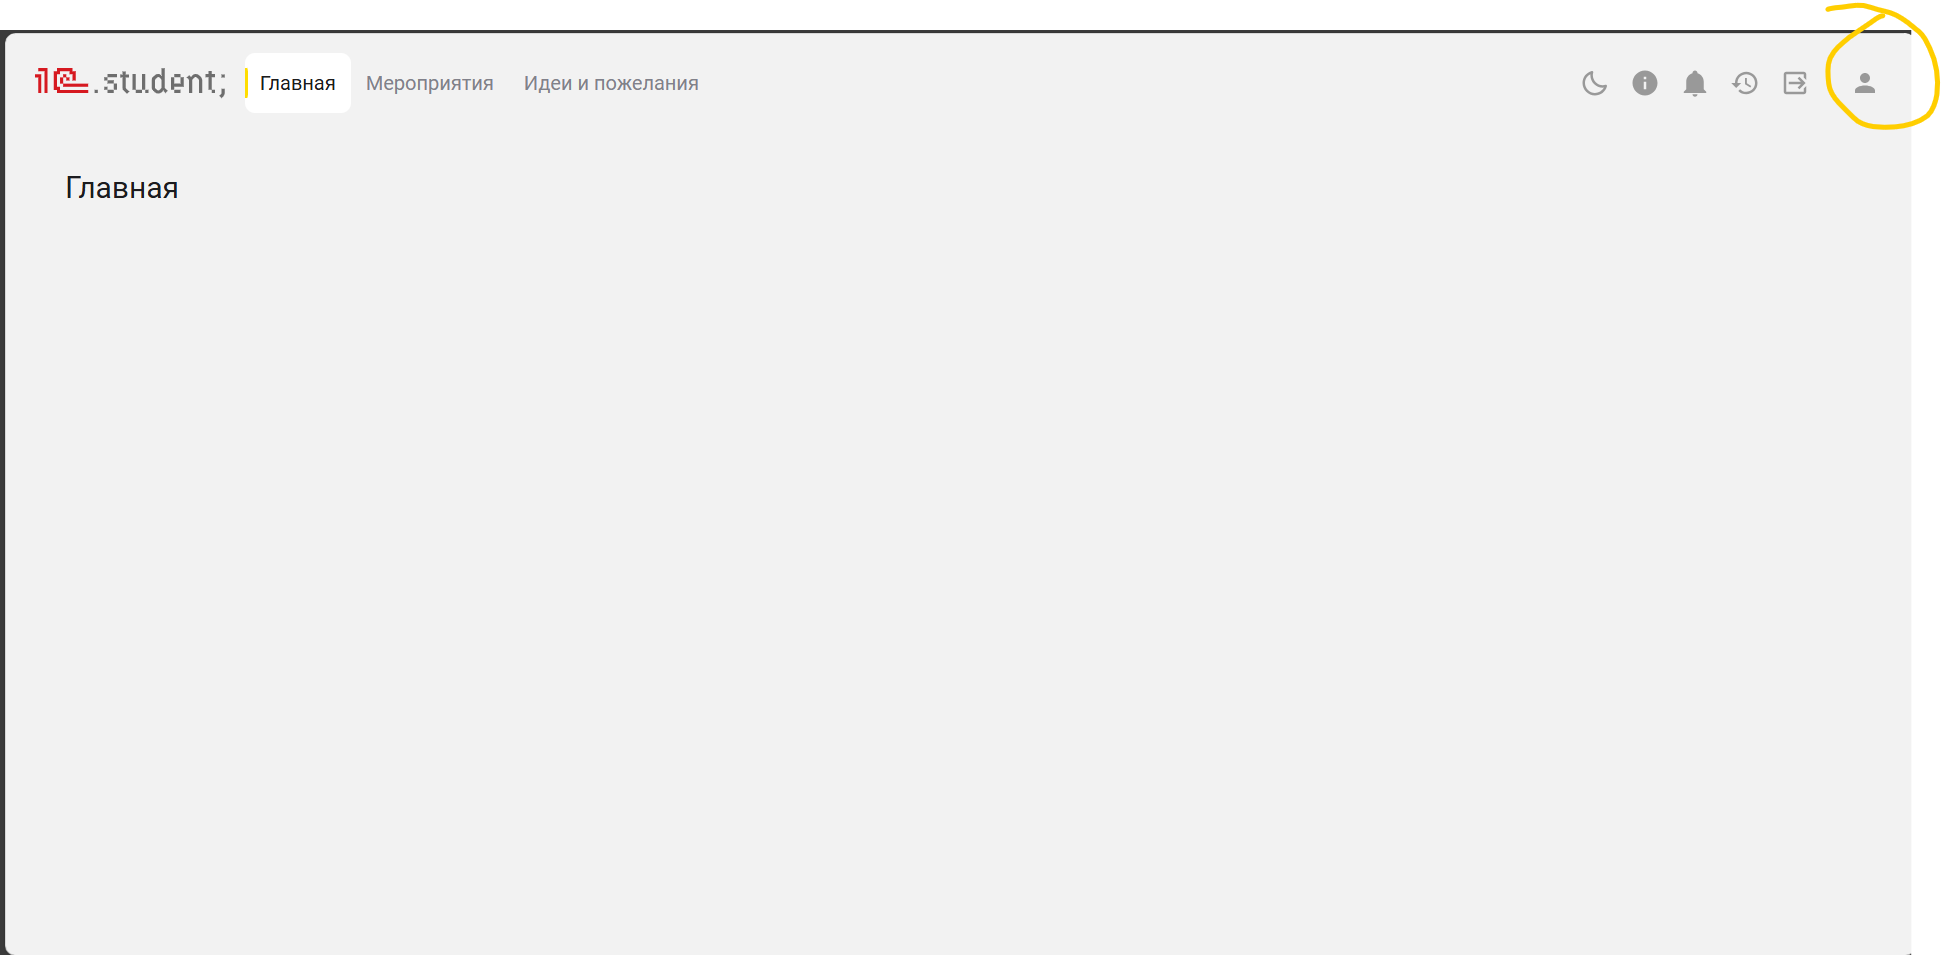 1С.student;
Главная
Мероприятия
Идеи и пожелания
Главная